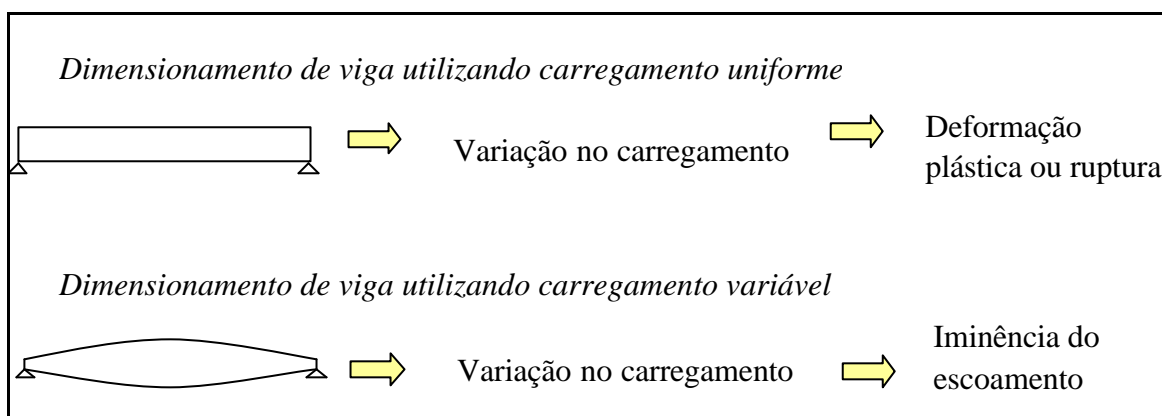 Dimensionamento de viga utilizando carregamento uniforme
Variação no carregamento
Deformação
plástica ou ruptura
Dimensionamento de viga utilizando carregamento variável
Variação no carregamento
Iminência do
escoamento